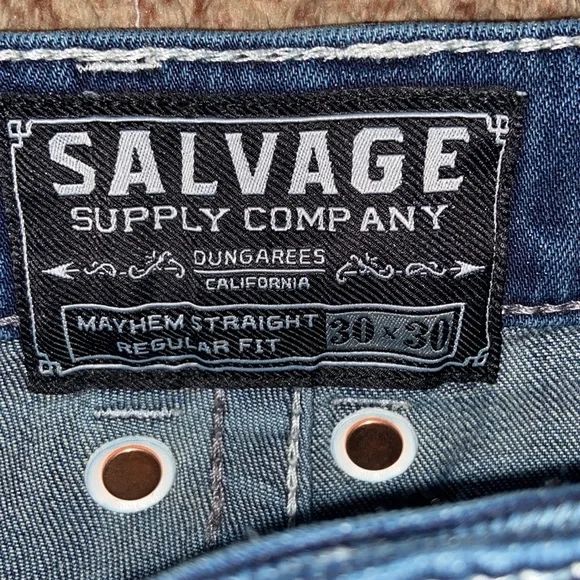 SALVAGE
SUPPLY COMPANY
DUNGAREES
CALIFORNIA
MAYHEM STRAIGHT
REGULAR FIT
30 × 30